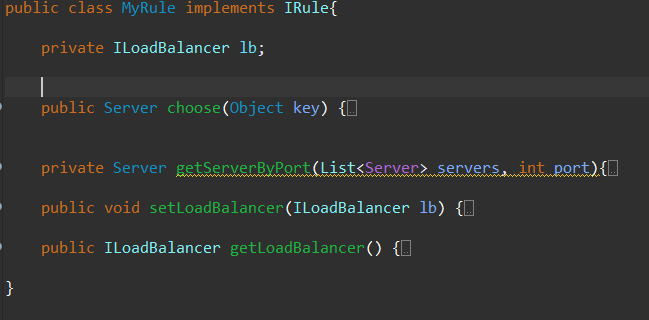 public class MyRule implements IRule{
private ILoadBalancer lb;
public Server choose(Object key) {
private Server getServerByPort(List<Server> servers, int port){
public void setLoadBalancer(ILoadBalancer lb) {
public ILoadBalancer getLoadBalancer() {
}